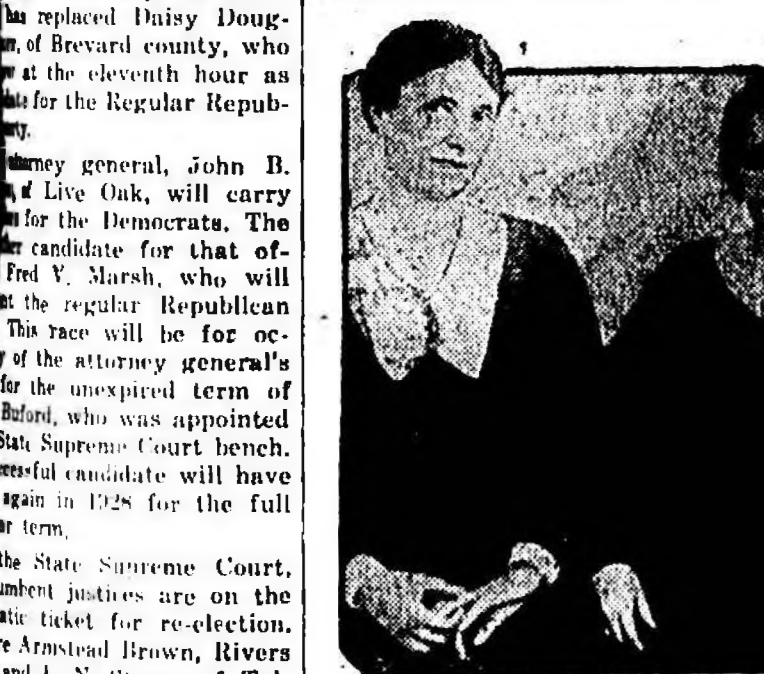 has replaced Daisy Doug-
of Brevard county, who
at the eleventh hour as
for the Regular Repub-
general, John B.
Live Oak, will carry
for the Democrats. The
candidate for that of-
Fred V. Marsh, who will
the regular Republican
This race will be for oc-
of the attorney general's
for the unexpired term of
Buford, who was appointed
State Supreme Court bench.
candidate will have
again in 1928 for the full
term.
the State Supreme Court,
justices are on the
ticket for re-election.
Armstead Brown, Rivers
and